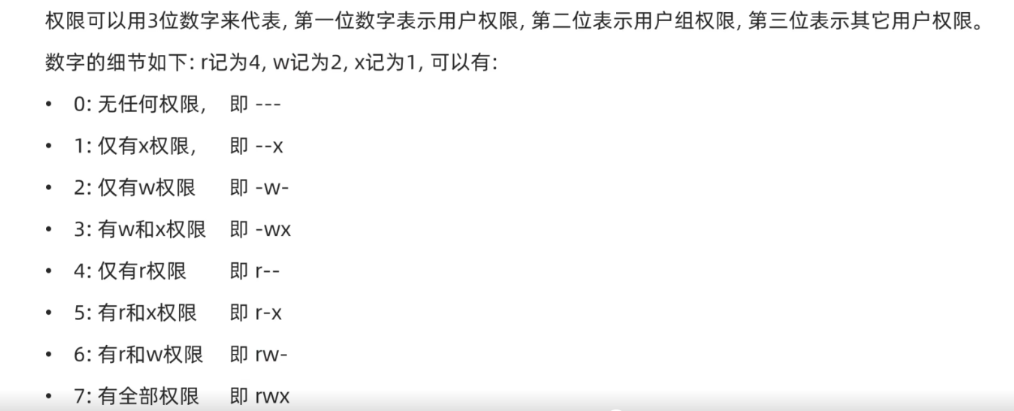 权限可以用3位数字来代表, 第一位数字表示用户权限, 第二位表示用户组权限, 第三位表示其它用户权限。
数字的细节如下: r记为4, w记为2, x记为1, 可以有:
• 0: 无任何权限, 即 ---
• 1: 仅有x权限, 即 --x
• 2: 仅有w权限 即 -w-
• 3: 有w和x权限 即 -wx
• 4: 仅有r权限 即 r--
• 5: 有r和x权限 即 r-x
• 6: 有r和w权限 即 rw-
• 7: 有全部权限 即 rwx